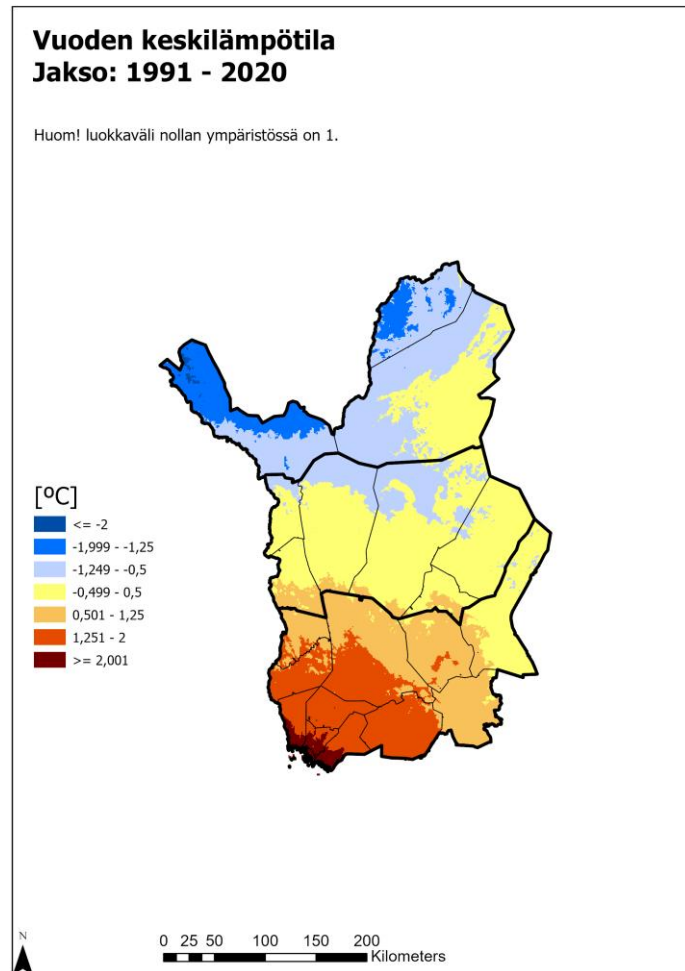 Vuoden keskilämpötila
Jakso: 1991 - 2020
Huom! luokkaväli nollan ympäristössä on 1.
[ºC]
<= -2
-1,999 - -1,25
-1,249 - -0,5
-0,499 - 0,5
0,501 - 1,25
1,251 - 2
>= 2,001
N
0 25 50 100 150 200
Kilometers